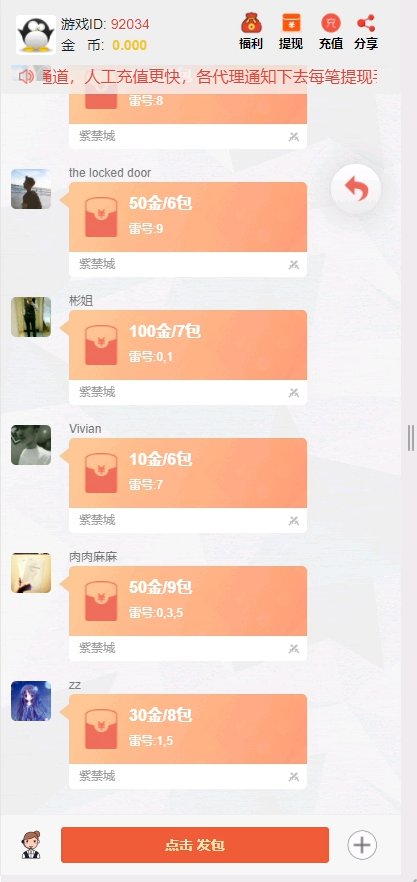 游戏ID: 92034
金 币: 0.000
福利
提现
充值
分享
通道，人工充值更快，各代理通知下去每笔提现手
雷号:8
紫禁城
the locked door
50金/6包
雷号:9
紫禁城
彬姐
100金/7包
雷号:0,1
紫禁城
Vivian
10金/6包
雷号:7
紫禁城
肉肉麻麻
50金/9包
雷号:0,3,5
紫禁城
zz
30金/8包
雷号:1,5
紫禁城
点击 发包